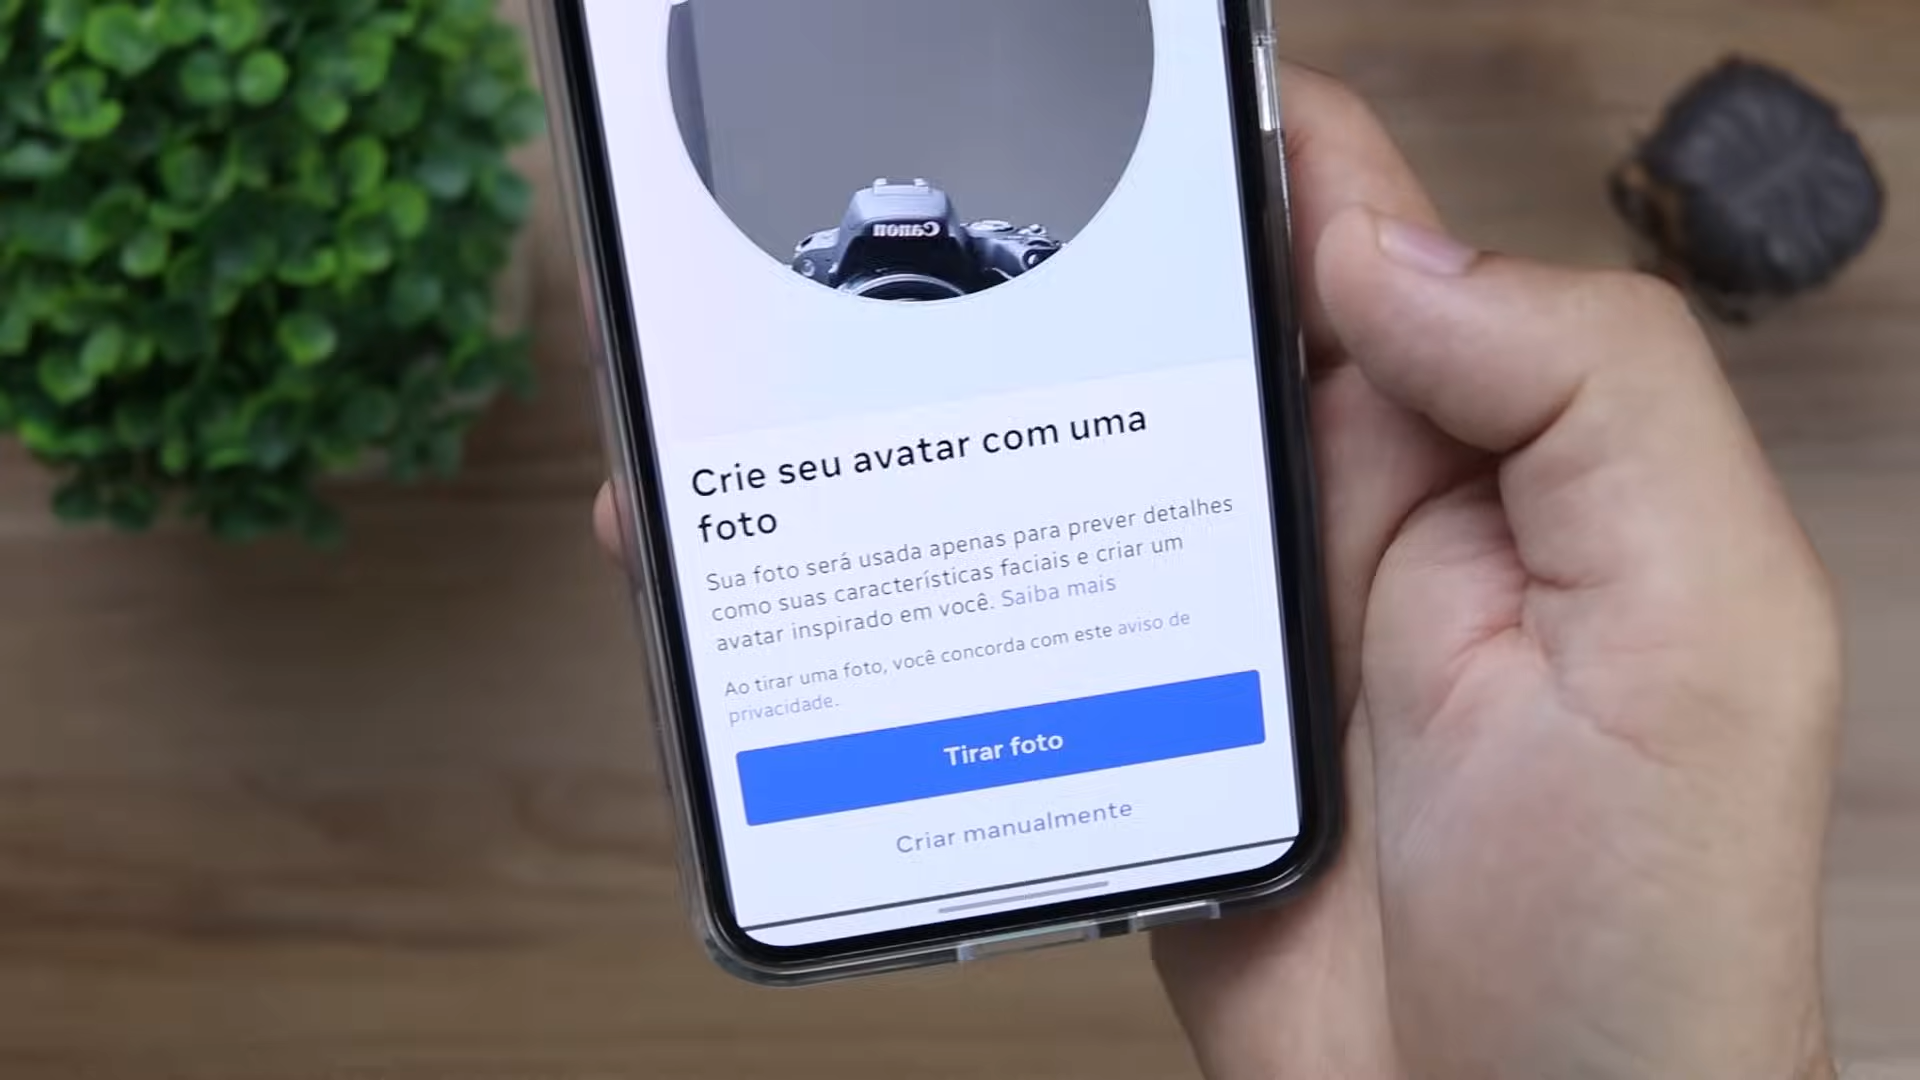 Canon
Crie seu avatar com uma
foto
Sua foto será usada apenas para prever detalhes
como suas características faciais e criar um
avatar inspirado em você. Saiba mais
Ao tirar uma foto, você concorda com este aviso de
privacidade.
Tirar foto
Criar manualmente